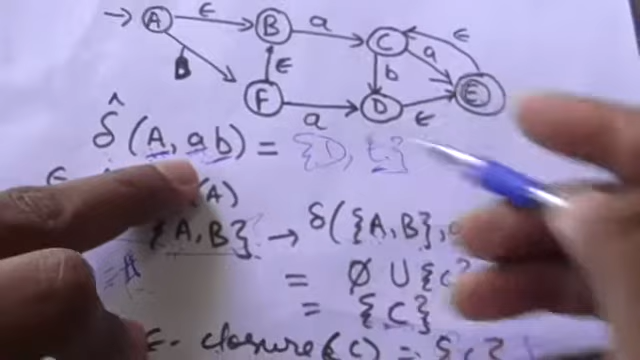 → A ε B a C ε
b a E
ε
F a D ε
δ̂ (A, ab) = {D, E}
(A)
{A, B} → δ({A, B},
= ∅ ∪ {c}
= {C}
ε- closure(C) = {C}